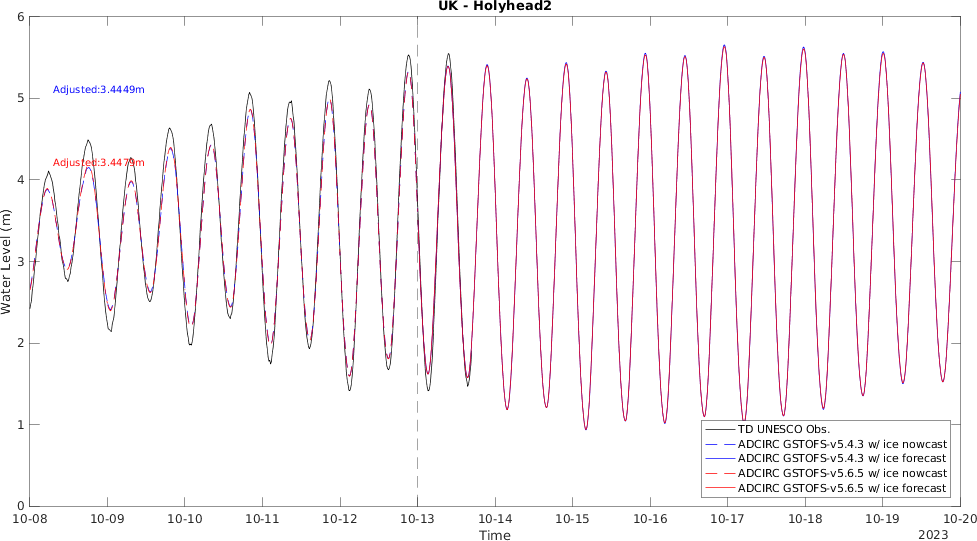 UK - Holyhead2
6
5
4
3
2
1
0
Water Level (m)
Adjusted:3.4449m
Adjusted:3.4479m
TD UNESCO Obs.
ADCIRC GSTOFS-v5.4.3 w/ ice nowcast
ADCIRC GSTOFS-v5.4.3 w/ ice forecast
ADCIRC GSTOFS-v5.6.5 w/ ice nowcast
ADCIRC GSTOFS-v5.6.5 w/ ice forecast
10-08 10-09 10-10 10-11 10-12 10-13 10-14 10-15 10-16 10-17 10-18 10-19 10-20
Time
2023